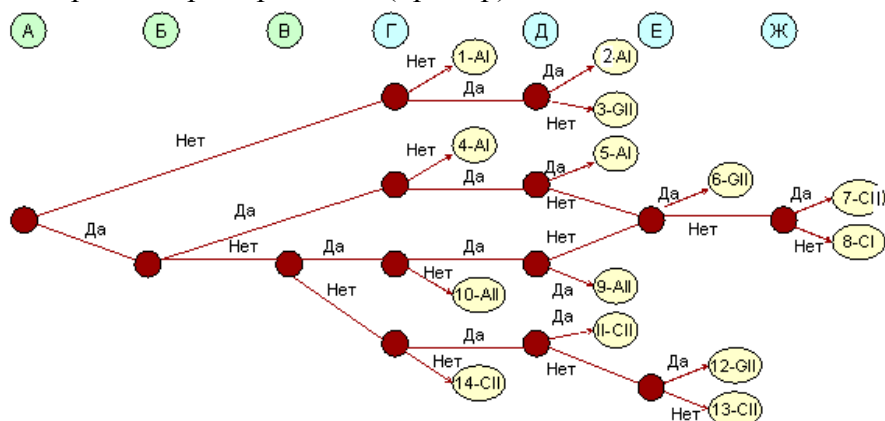 А Б В Г Д Е Ж
Нет 1-AI Да 2-AI
Да Нет 3-GII
Нет
Нет 4-AI Да 5-AI
Да Да Нет Да 6-GII Да 7-CII)
Да Нет Да Да Нет Нет Нет 8-CI
Нет Нет 10-AII Да 9-AII
Да Да II-CII
Нет 14-CII Нет Да 12-GII
Нет 13-CII